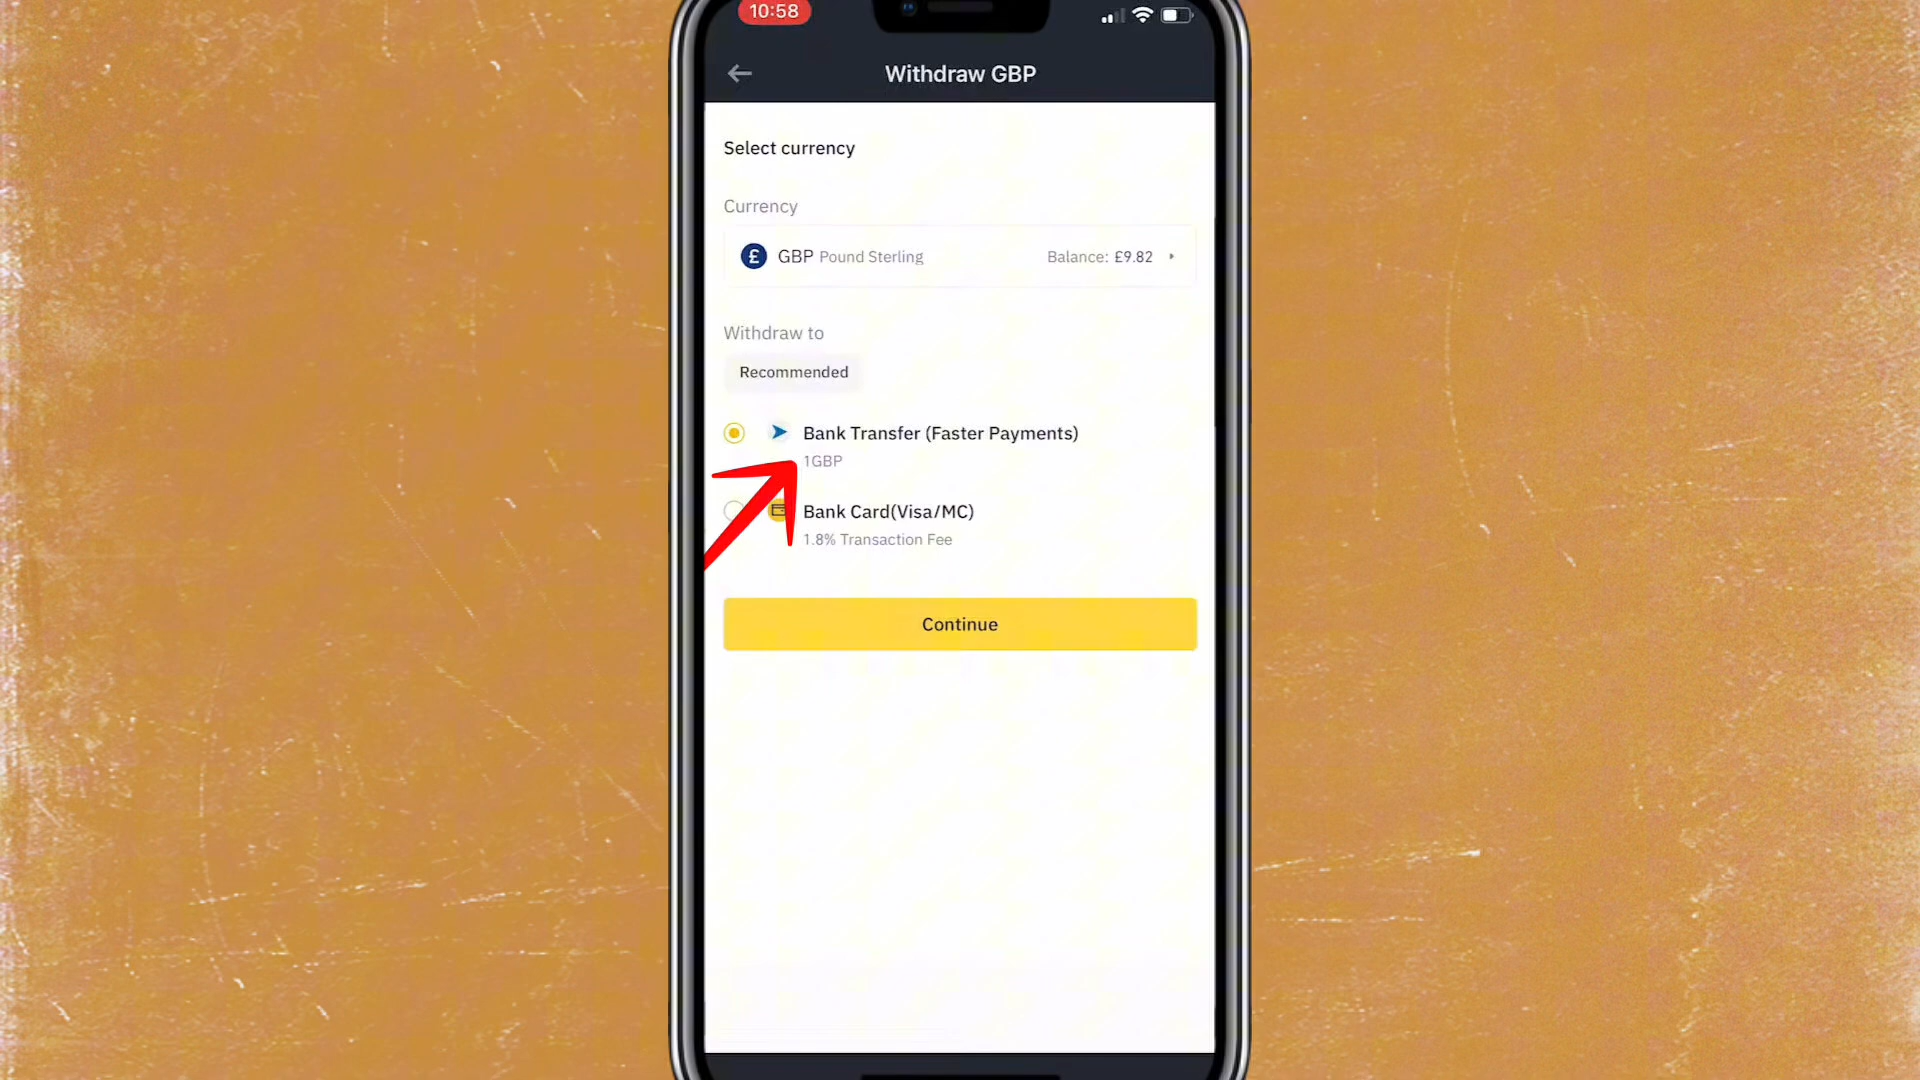 10:58
Withdraw GBP
Select currency
Currency
£ GBP Pound Sterling Balance: £9.82
Withdraw to
Recommended
Bank Transfer (Faster Payments)
1GBP
Bank Card(Visa/MC)
1.8% Transaction Fee
Continue